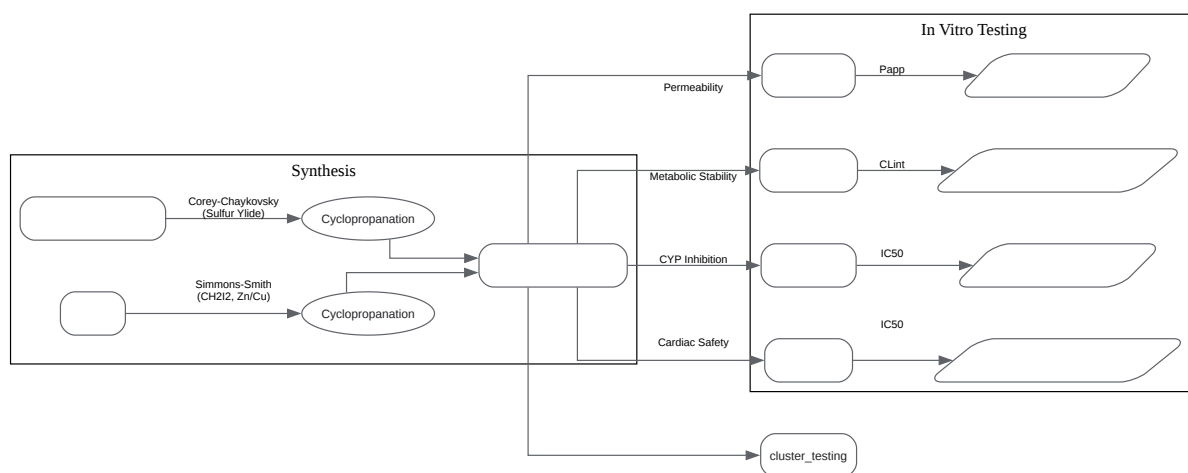 In Vitro Testing
Papp
Permeability
Synthesis
CLint
Metabolic Stability
Corey-Chaykovsky
(Sulfur Ylide)
Cyclopropanation
CYP Inhibition
IC50
Simmons-Smith
(CH2I2, Zn/Cu)
Cyclopropanation
IC50
Cardiac Safety
cluster_testing